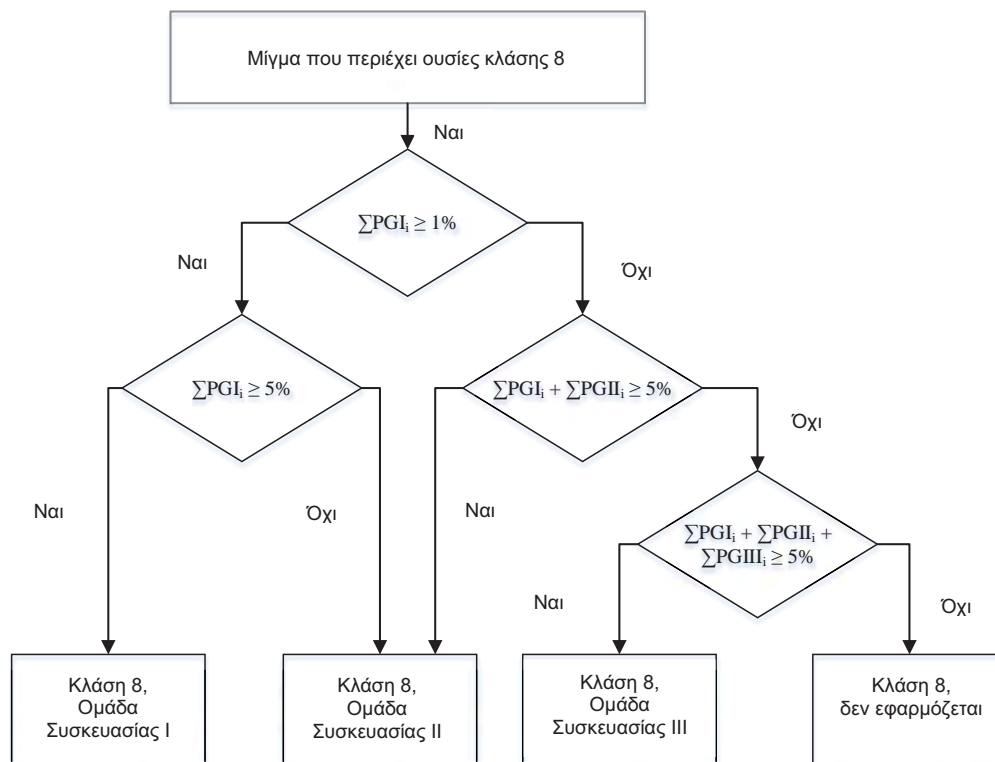 Μίγμα που περιέχει ουσίες κλάσης 8
Ναι
∑PGIᵢ ≥ 1%
Ναι
Όχι
∑PGIᵢ ≥ 5%
∑PGIᵢ + ∑PGIIᵢ ≥ 5%
Όχι
Ναι
Όχι
Ναι
∑PGIᵢ + ∑PGIIᵢ +
∑PGIIIᵢ ≥ 5%
Ναι
Όχι
Κλάση 8,
Ομάδα
Συσκευασίας I
Κλάση 8,
Ομάδα
Συσκευασίας II
Κλάση 8,
Ομάδα
Συσκευασίας III
Κλάση 8,
δεν εφαρμόζεται